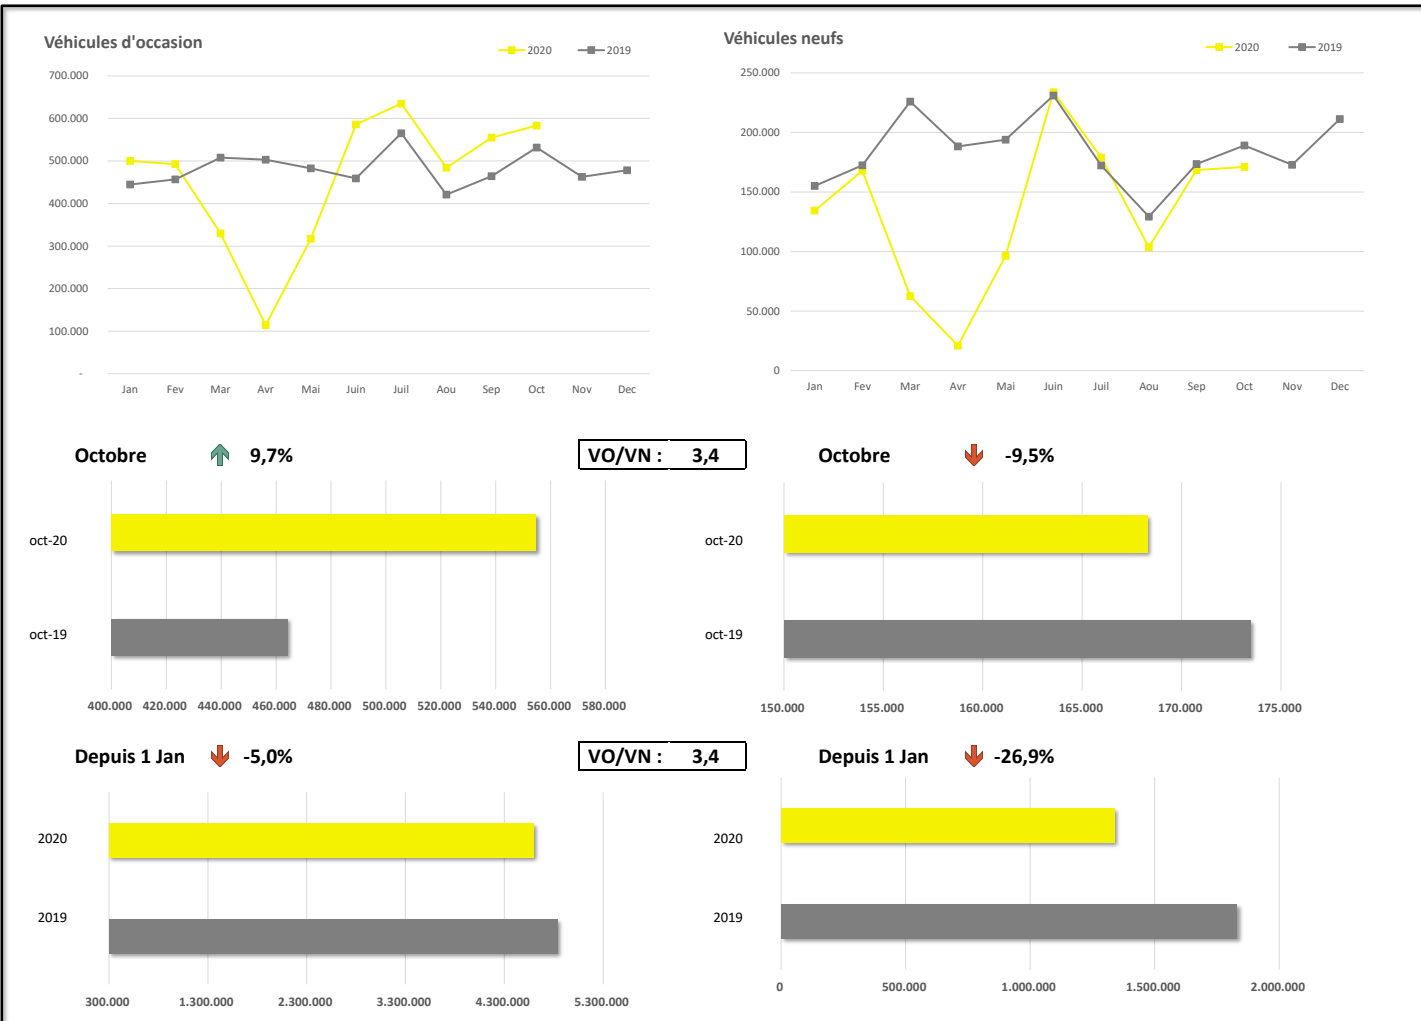 Véhicules d'occasion
2020 2019
700.000
600.000
500.000
400.000
300.000
200.000
100.000
-
Jan Fev Mar Avr Mai Juin Juil Aou Sep Oct Nov Dec
Véhicules neufs
2020 2019
250.000
200.000
150.000
100.000
50.000
0
Jan Fev Mar Avr Mai Juin Juil Aou Sep Oct Nov Dec
Octobre 9,7%
VO/VN : 3,4
Octobre -9,5%
oct-20
oct-19
400.000 420.000 440.000 460.000 480.000 500.000 520.000 540.000 560.000 580.000
oct-20
oct-19
150.000 155.000 160.000 165.000 170.000 175.000
Depuis 1 Jan -5,0%
VO/VN : 3,4
Depuis 1 Jan -26,9%
2020
2019
300.000 1.300.000 2.300.000 3.300.000 4.300.000 5.300.000
2020
2019
0 500.000 1.000.000 1.500.000 2.000.000